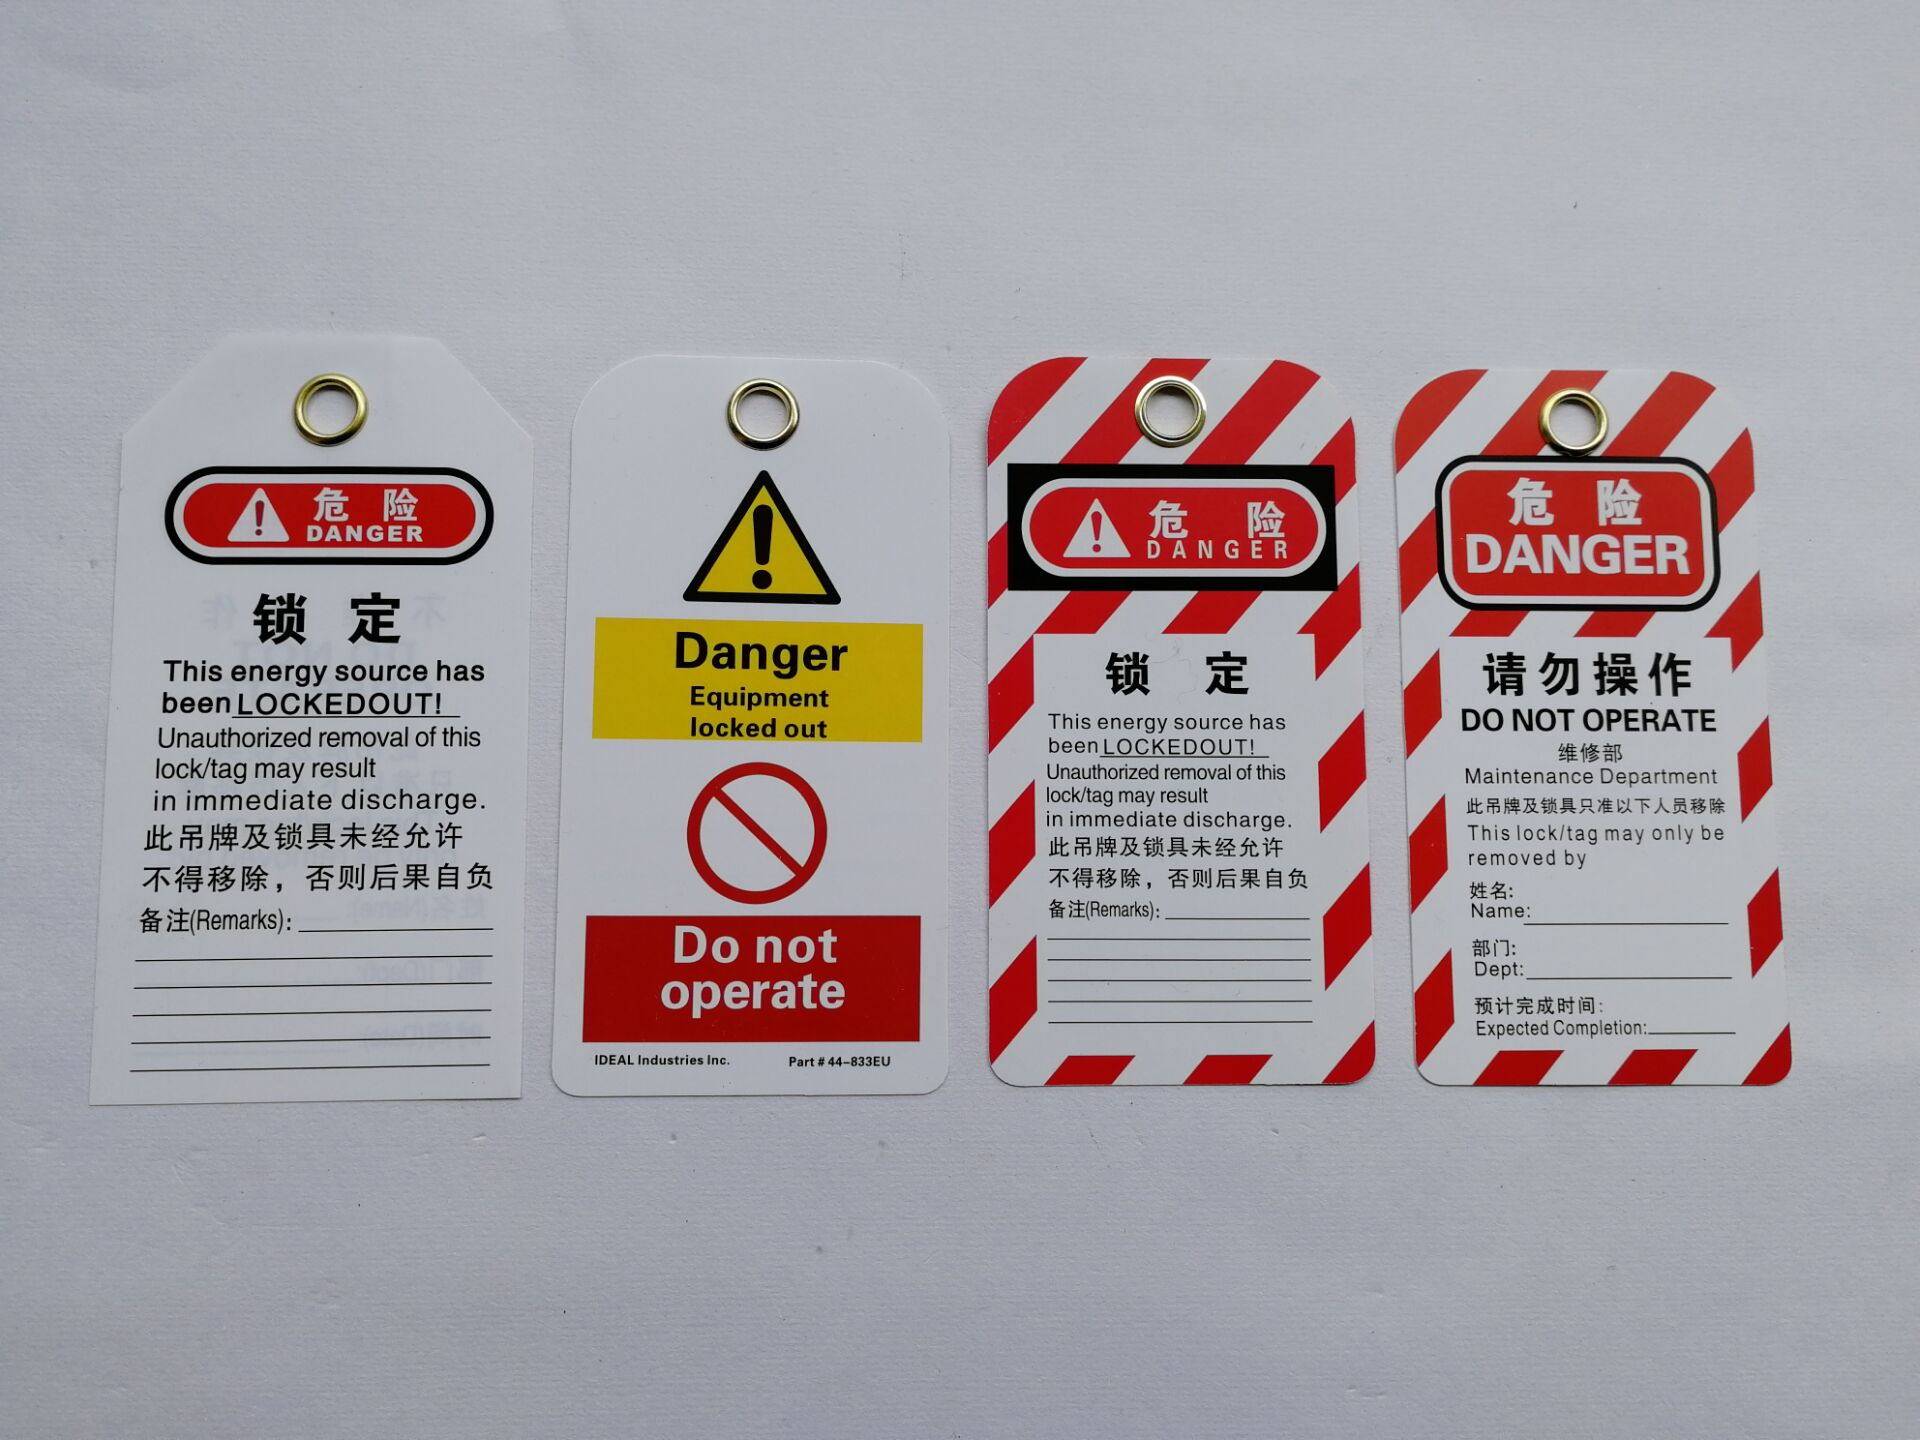 危 险
DANGER
锁 定
This energy source has
been LOCKEDOUT!
Unauthorized removal of this
lock/tag may result
in immediate discharge.
此吊牌及锁具未经允许
不得移除，否则后果自负
备注(Remarks):
Danger
Equipment
locked out
Do not
operate
IDEAL Industries Inc. Part # 44-833EU
危 险
DANGER
锁 定
This energy source has
been LOCKEDOUT!
Unauthorized removal of this
lock/tag may result
in immediate discharge.
此吊牌及锁具未经允许
不得移除，否则后果自负
备注(Remarks):
危 险
DANGER
请勿操作
DO NOT OPERATE
维修部
Maintenance Department
此吊牌及锁具只准以下人员移除
This lock/tag may only be
removed by
姓名:
Name:
部门:
Dept:
预计完成时间:
Expected Completion: